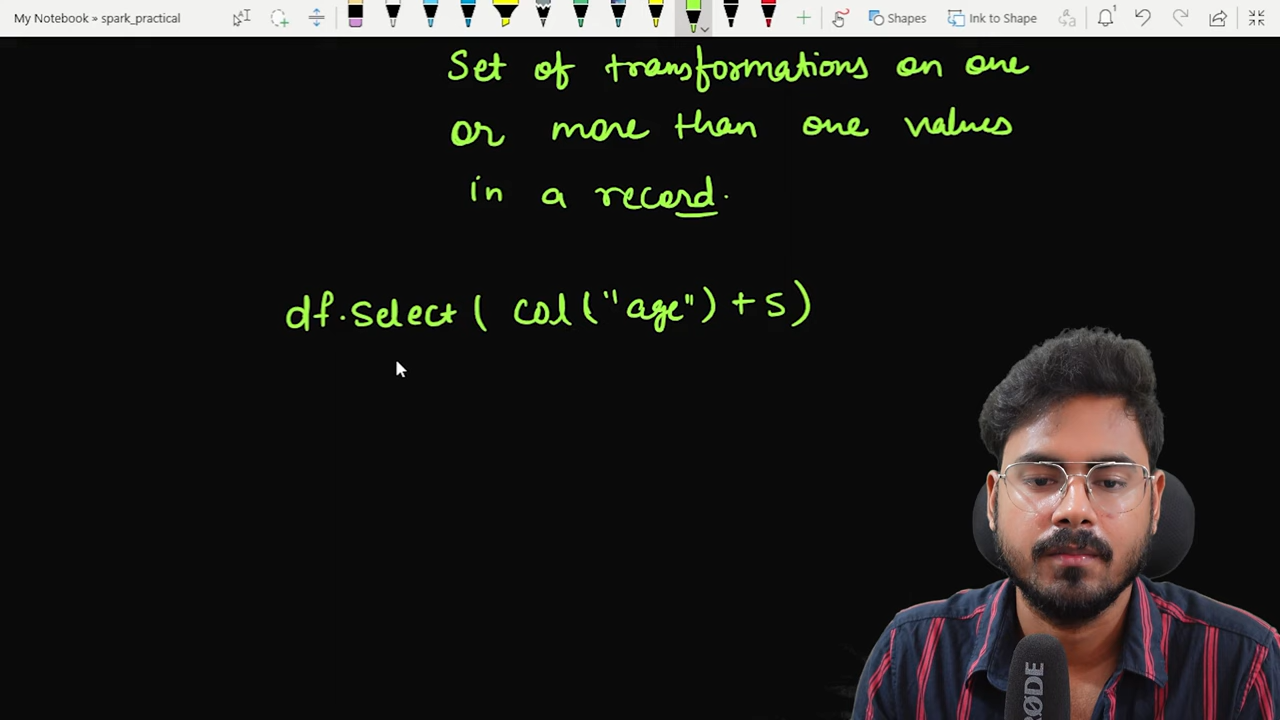 My Notebook » spark_practical
Shapes
Ink to Shape
Set of transformations on one
or more than one values
in a record.
df.select( col("age") + 5)
RØDE